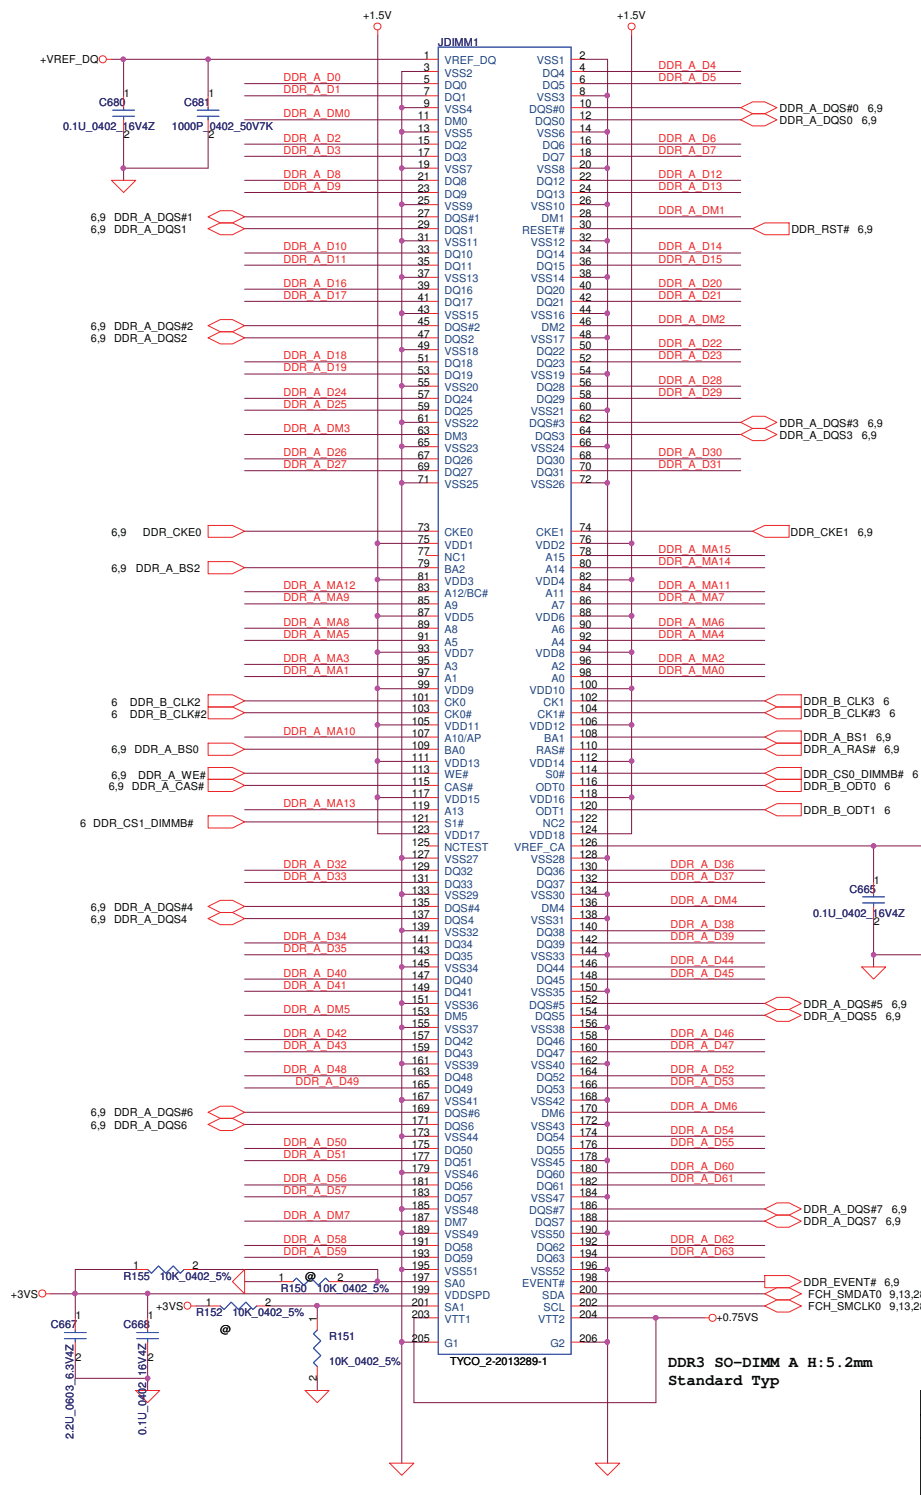 +1.5V +1.5V
JDIMM1
+VREF_DQ 1 VREF_DQ VSS1 2
3 VSS2 DQ4 4 DDR_A_D4
DDR_A_D0 5 DQ0 DQ5 6 DDR_A_D5
DDR_A_D1 7 DQ1 VSS3 8
C680 C681 9 VSS4 DQS#0 10 DDR_A_DQS#0 6,9
DDR_A_DM0 11 DM0 DQS0 12 DDR_A_DQS0 6,9
0.1U_0402_16V4Z 1000P_0402_50V7K 13 VSS5 VSS6 14
DDR_A_D2 15 DQ2 DQ6 16 DDR_A_D6
DDR_A_D3 17 DQ3 DQ7 18 DDR_A_D7
19 VSS7 VSS8 20
DDR_A_D8 21 DQ8 DQ12 22 DDR_A_D12
DDR_A_D9 23 DQ9 DQ13 24 DDR_A_D13
25 VSS9 VSS10 26
6,9 DDR_A_DQS#1 27 DQS#1 DM1 28 DDR_A_DM1
6,9 DDR_A_DQS1 29 DQS1 RESET# 30 DDR_RST# 6,9
31 VSS11 VSS12 32
DDR_A_D10 33 DQ10 DQ14 34 DDR_A_D14
DDR_A_D11 35 DQ11 DQ15 36 DDR_A_D15
37 VSS13 VSS14 38
DDR_A_D16 39 DQ16 DQ20 40 DDR_A_D20
DDR_A_D17 41 DQ17 DQ21 42 DDR_A_D21
43 VSS15 VSS16 44
6,9 DDR_A_DQS#2 45 DQS#2 DM2 46 DDR_A_DM2
6,9 DDR_A_DQS2 47 DQS2 VSS17 48
49 VSS18 DQ22 50 DDR_A_D22
DDR_A_D18 51 DQ18 DQ23 52 DDR_A_D23
DDR_A_D19 53 DQ19 VSS19 54
55 VSS20 DQ28 56 DDR_A_D28
DDR_A_D24 57 DQ24 DQ29 58 DDR_A_D29
DDR_A_D25 59 DQ25 VSS21 60
61 VSS22 DQS#3 62 DDR_A_DQS#3 6,9
DDR_A_DM3 63 DM3 DQS3 64 DDR_A_DQS3 6,9
65 VSS23 VSS24 66
DDR_A_D26 67 DQ26 DQ30 68 DDR_A_D30
DDR_A_D27 69 DQ27 DQ31 70 DDR_A_D31
71 VSS25 VSS26 72
6,9 DDR_CKE0 73 CKE0 CKE1 74 DDR_CKE1 6,9
75 VDD1 VDD2 76
77 NC1 A15 78 DDR_A_MA15
6,9 DDR_A_BS2 79 BA2 A14 80 DDR_A_MA14
81 VDD3 VDD4 82
DDR_A_MA12 83 A12/BC# A11 84 DDR_A_MA11
DDR_A_MA9 85 A9 A7 86 DDR_A_MA7
87 VDD5 VDD6 88
DDR_A_MA8 89 A8 A6 90 DDR_A_MA6
DDR_A_MA5 91 A5 A4 92 DDR_A_MA4
93 VDD7 VDD8 94
DDR_A_MA3 95 A3 A2 96 DDR_A_MA2
DDR_A_MA1 97 A1 A0 98 DDR_A_MA0
99 VDD9 VDD10 100
6 DDR_B_CLK2 101 CK0 CK1 102 DDR_B_CLK3 6
6 DDR_B_CLK#2 103 CK0# CK1# 104 DDR_B_CLK#3 6
105 VDD11 VDD12 106
DDR_A_MA10 107 A10/AP BA1 108 DDR_A_BS1 6,9
6,9 DDR_A_BS0 109 BA0 RAS# 110 DDR_A_RAS# 6,9
111 VDD13 VDD14 112
6,9 DDR_A_WE# 113 WE# S0# 114 DDR_CS0_DIMMB# 6
6,9 DDR_A_CAS# 115 CAS# ODT0 116 DDR_B_ODT0 6
117 VDD15 VDD16 118
DDR_A_MA13 119 A13 ODT1 120 DDR_B_ODT1 6
6 DDR_CS1_DIMMB# 121 S1# NC2 122
123 VDD17 VDD18 124
125 NCTEST VREF_CA 126
127 VSS27 VSS28 128
DDR_A_D32 129 DQ32 DQ36 130 DDR_A_D36
DDR_A_D33 131 DQ33 DQ37 132 DDR_A_D37
133 VSS29 VSS30 134 C665
6,9 DDR_A_DQS#4 135 DQS#4 DM4 136 DDR_A_DM4
6,9 DDR_A_DQS4 137 DQS4 VSS31 138 0.1U_0402_16V4Z
139 VSS32 DQ38 140 DDR_A_D38
DDR_A_D34 141 DQ34 DQ39 142 DDR_A_D39
DDR_A_D35 143 DQ35 VSS33 144
145 VSS34 DQ44 146 DDR_A_D44
DDR_A_D40 147 DQ40 DQ45 148 DDR_A_D45
DDR_A_D41 149 DQ41 VSS35 150
151 VSS36 DQS#5 152 DDR_A_DQS#5 6,9
DDR_A_DM5 153 DM5 DQS5 154 DDR_A_DQS5 6,9
155 VSS37 VSS38 156
DDR_A_D42 157 DQ42 DQ46 158 DDR_A_D46
DDR_A_D43 159 DQ43 DQ47 160 DDR_A_D47
161 VSS39 VSS40 162
DDR_A_D48 163 DQ48 DQ52 164 DDR_A_D52
DDR_A_D49 165 DQ49 DQ53 166 DDR_A_D53
167 VSS41 VSS42 168
6,9 DDR_A_DQS#6 169 DQS#6 DM6 170 DDR_A_DM6
6,9 DDR_A_DQS6 171 DQS6 VSS43 172
173 VSS44 DQ54 174 DDR_A_D54
DDR_A_D50 175 DQ50 DQ55 176 DDR_A_D55
DDR_A_D51 177 DQ51 VSS45 178
179 VSS46 DQ60 180 DDR_A_D60
DDR_A_D56 181 DQ56 DQ61 182 DDR_A_D61
DDR_A_D57 183 DQ57 VSS47 184
185 VSS48 DQS#7 186 DDR_A_DQS#7 6,9
DDR_A_DM7 187 DM7 DQS7 188 DDR_A_DQS7 6,9
189 VSS49 VSS50 190
DDR_A_D58 191 DQ58 DQ62 192 DDR_A_D62
DDR_A_D59 193 DQ59 DQ63 194 DDR_A_D63
1 2 195 VSS51 VSS52 196
R155 10K_0402_5% 1 @ 2 197 SA0 EVENT# 198 DDR_EVENT# 6,9
+3VS R150 10K_0402_5% 199 VDDSPD SDA 200 FCH_SMDAT0 9,13,28
+3VS 1 2 201 SA1 SCL 202 FCH_SMCLK0 9,13,28
R152 10K_0402_5% 203 VTT1 VTT2 204 +0.75VS
C667 C668 @
R151 205 G1 G2 206
10K_0402_5% TYCO_2-2013289-1
2.2U_0603_6.3V4Z 0.1U_0402_16V4Z
DDR3 SO-DIMM A H:5.2mm
Standard Typ